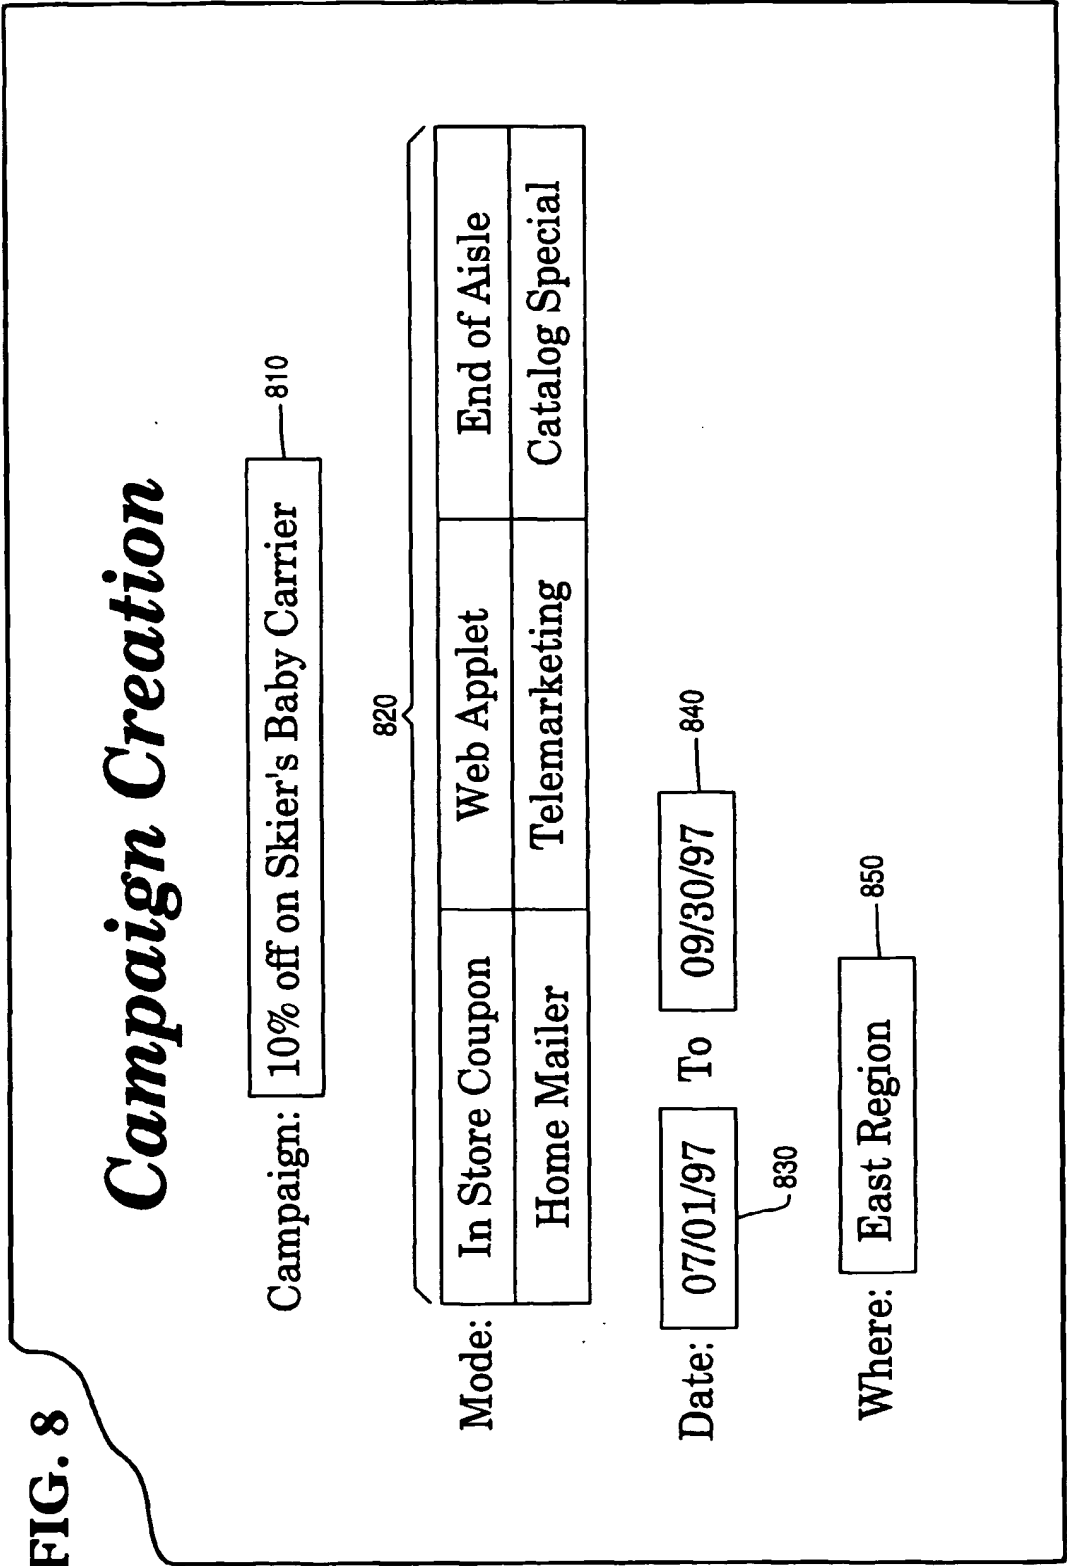 FIG. 8
Campaign Creation
Campaign: 10% off on Skier's Baby Carrier 810
820
Mode: In Store Coupon Web Applet End of Aisle
Home Mailer Telemarketing Catalog Special
Date: 07/01/97 To 09/30/97 840
830
Where: East Region 850